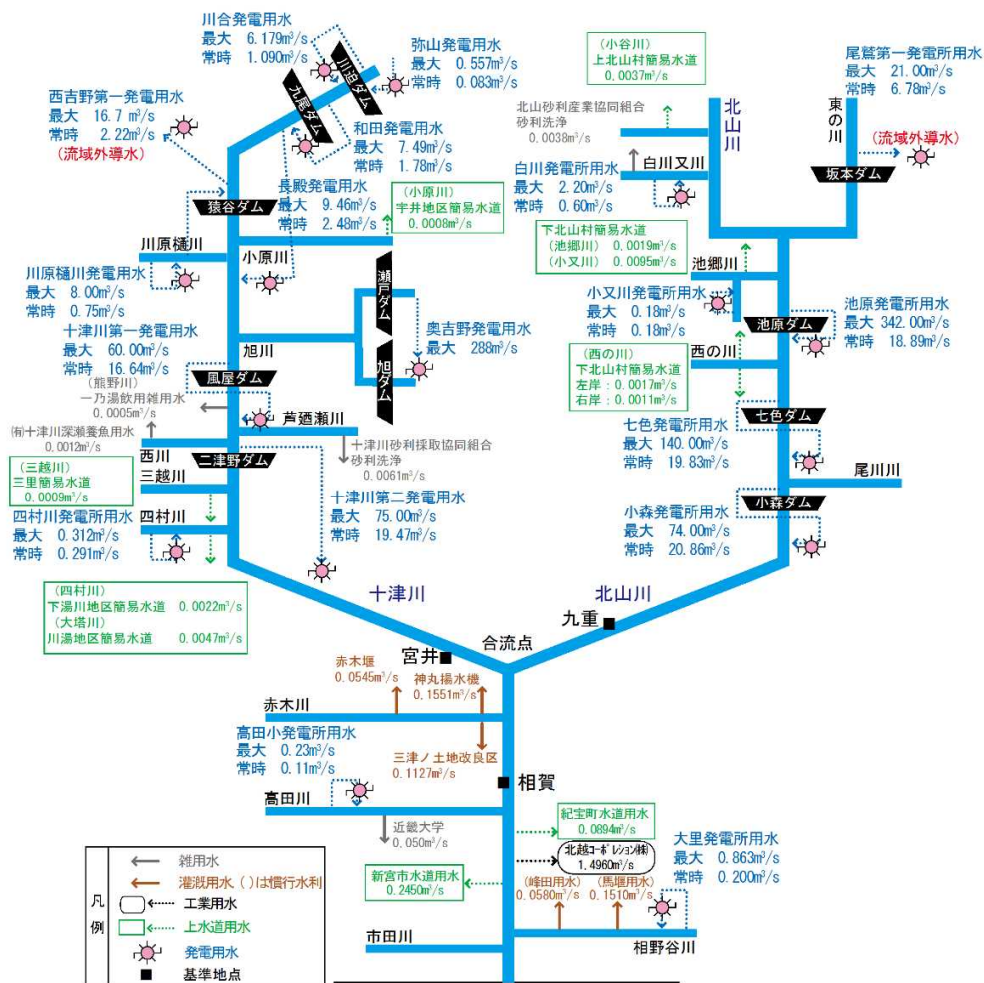 川合発電用水
最大 6.179m³/s
常時 1.090m³/s
弥山発電用水
最大 0.557m³/s
常時 0.083m³/s
川迫ダム
九尾ダム
西吉野第一発電用水
最大 16.7 m³/s
常時 2.22m³/s
(流域外導水)
和田発電用水
最大 7.49m³/s
常時 1.78m³/s
長殿発電用水
最大 9.46m³/s
常時 2.48m³/s
(小原川)
宇井地区簡易水道
0.0008m³/s
猿谷ダム
川原樋川
小原川
川原樋川発電用水
最大 8.00m³/s
常時 0.75m³/s
瀬戸ダム
旭ダム
奥吉野発電用水
最大 288m³/s
十津川第一発電用水
最大 60.00m³/s
常時 16.64m³/s
旭川
風屋ダム
(熊野川)
一乃湯飲用雑用水
0.0005m³/s
芦廼瀬川
(有)十津川深瀬養魚用水
0.0012m³/s
西川
二津野ダム
十津川砂利採取協同組合
砂利洗浄
0.0061m³/s
(三越川)
三里簡易水道
0.0009m³/s
三越川
十津川第二発電用水
最大 75.00m³/s
常時 19.47m³/s
四村川発電所用水
最大 0.312m³/s
常時 0.291m³/s
四村川
(四村川)
下湯川地区簡易水道 0.0022m³/s
(大塔川)
川湯地区簡易水道 0.0047m³/s
十津川
(小谷川)
上北山村簡易水道
0.0037m³/s
尾鷲第一発電所用水
最大 21.00m³/s
常時 6.78m³/s
(流域外導水)
北山砂利産業協同組合
砂利洗浄
0.0038m³/s
北山川
東の川
白川又川
坂本ダム
白川発電所用水
最大 2.20m³/s
常時 0.60m³/s
下北山村簡易水道
(池郷川) 0.0019m³/s
(小又川) 0.0095m³/s
池郷川
小又川発電所用水
最大 0.18m³/s
常時 0.18m³/s
池原ダム
池原発電所用水
最大 342.00m³/s
常時 18.89m³/s
西の川
(西の川)
下北山村簡易水道
左岸：0.0017m³/s
右岸：0.0011m³/s
七色ダム
七色発電所用水
最大 140.00m³/s
常時 19.83m³/s
尾川川
小森ダム
小森発電所用水
最大 74.00m³/s
常時 20.86m³/s
北山川
九重
合流点
宮井
赤木堰
0.0545m³/s
神丸揚水機
0.1551m³/s
赤木川
三津ノ土地改良区
0.1127m³/s
高田小発電所用水
最大 0.23m³/s
常時 0.11m³/s
相賀
高田川
近畿大学
0.050m³/s
紀宝町水道用水
0.0894m³/s
北越コーポレーション(株)
1.4960m³/s
大里発電所用水
最大 0.863m³/s
常時 0.200m³/s
新宮市水道用水
0.2450m³/s
(峰田用水)
0.0580m³/s
(馬堰用水)
0.1510m³/s
市田川
相野谷川
凡例
雑用水
灌漑用水、()は慣行水利
工業用水
上水道用水
発電用水
基準地点